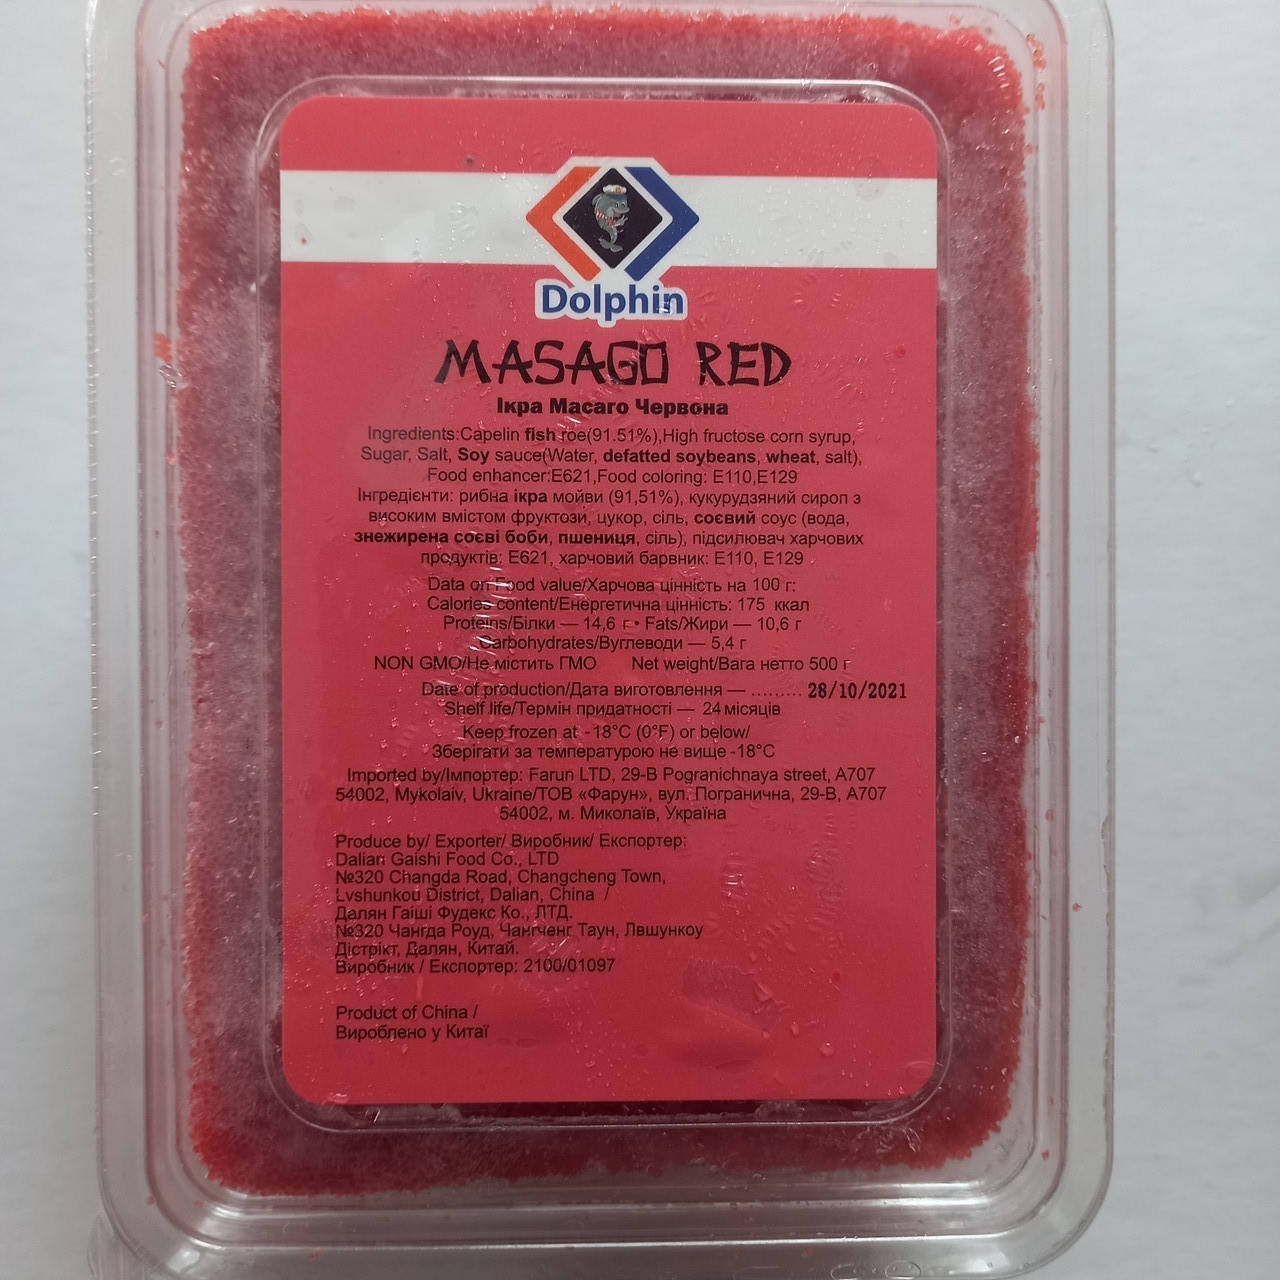 Dolphin
MASAGO RED
Ікра Масаго Червона
Ingredients:Capelin fish roe(91.51%),High fructose corn syrup,
Sugar, Salt, Soy sauce(Water, defatted soybeans, wheat, salt),
Food enhancer:E621,Food coloring: E110,E129
Інгредієнти: рибна ікра мойви (91,51%), кукурудзяний сироп з
високим вмістом фруктози, цукор, сіль, соєвий соус (вода,
знежирена соєві боби, пшениця, сіль), підсилювач харчових
продуктів: Е621, харчовий барвник: Е110, Е129
Data on Food value/Харчова цінність на 100 г:
Calories content/Енергетична цінність: 175 ккал
Proteins/Білки — 14,6 г • Fats/Жири — 10,6 г
Carbohydrates/Вуглеводи — 5,4 г
NON GMO/Не містить ГМО Net weight/Вага нетто 500 г
Date of production/Дата виготовлення — ......... 28/10/2021
Shelf life/Термін придатності — 24 місяців
Keep frozen at -18°C (0°F) or below/
Зберігати за температурою не вище -18°C
Imported by/Імпортер: Farun LTD, 29-B Pogranichnaya street, A707
54002, Mykolaiv, Ukraine/ТОВ «Фарун», вул. Погранична, 29-В, А707
54002, м. Миколаїв, Україна
Produce by/ Exporter/ Виробник/ Експортер:
Dalian Gaishi Food Co., LTD
№320 Changda Road, Changcheng Town,
Lvshunkou District, Dalian, China /
Далян Гаіші Фудекс Ко., ЛТД.
№320 Чангда Роуд, Чангченг Таун, Лвшункоу
Дістрікт, Далян, Китай.
Виробник / Експортер: 2100/01097
Product of China /
Вироблено у Китаї